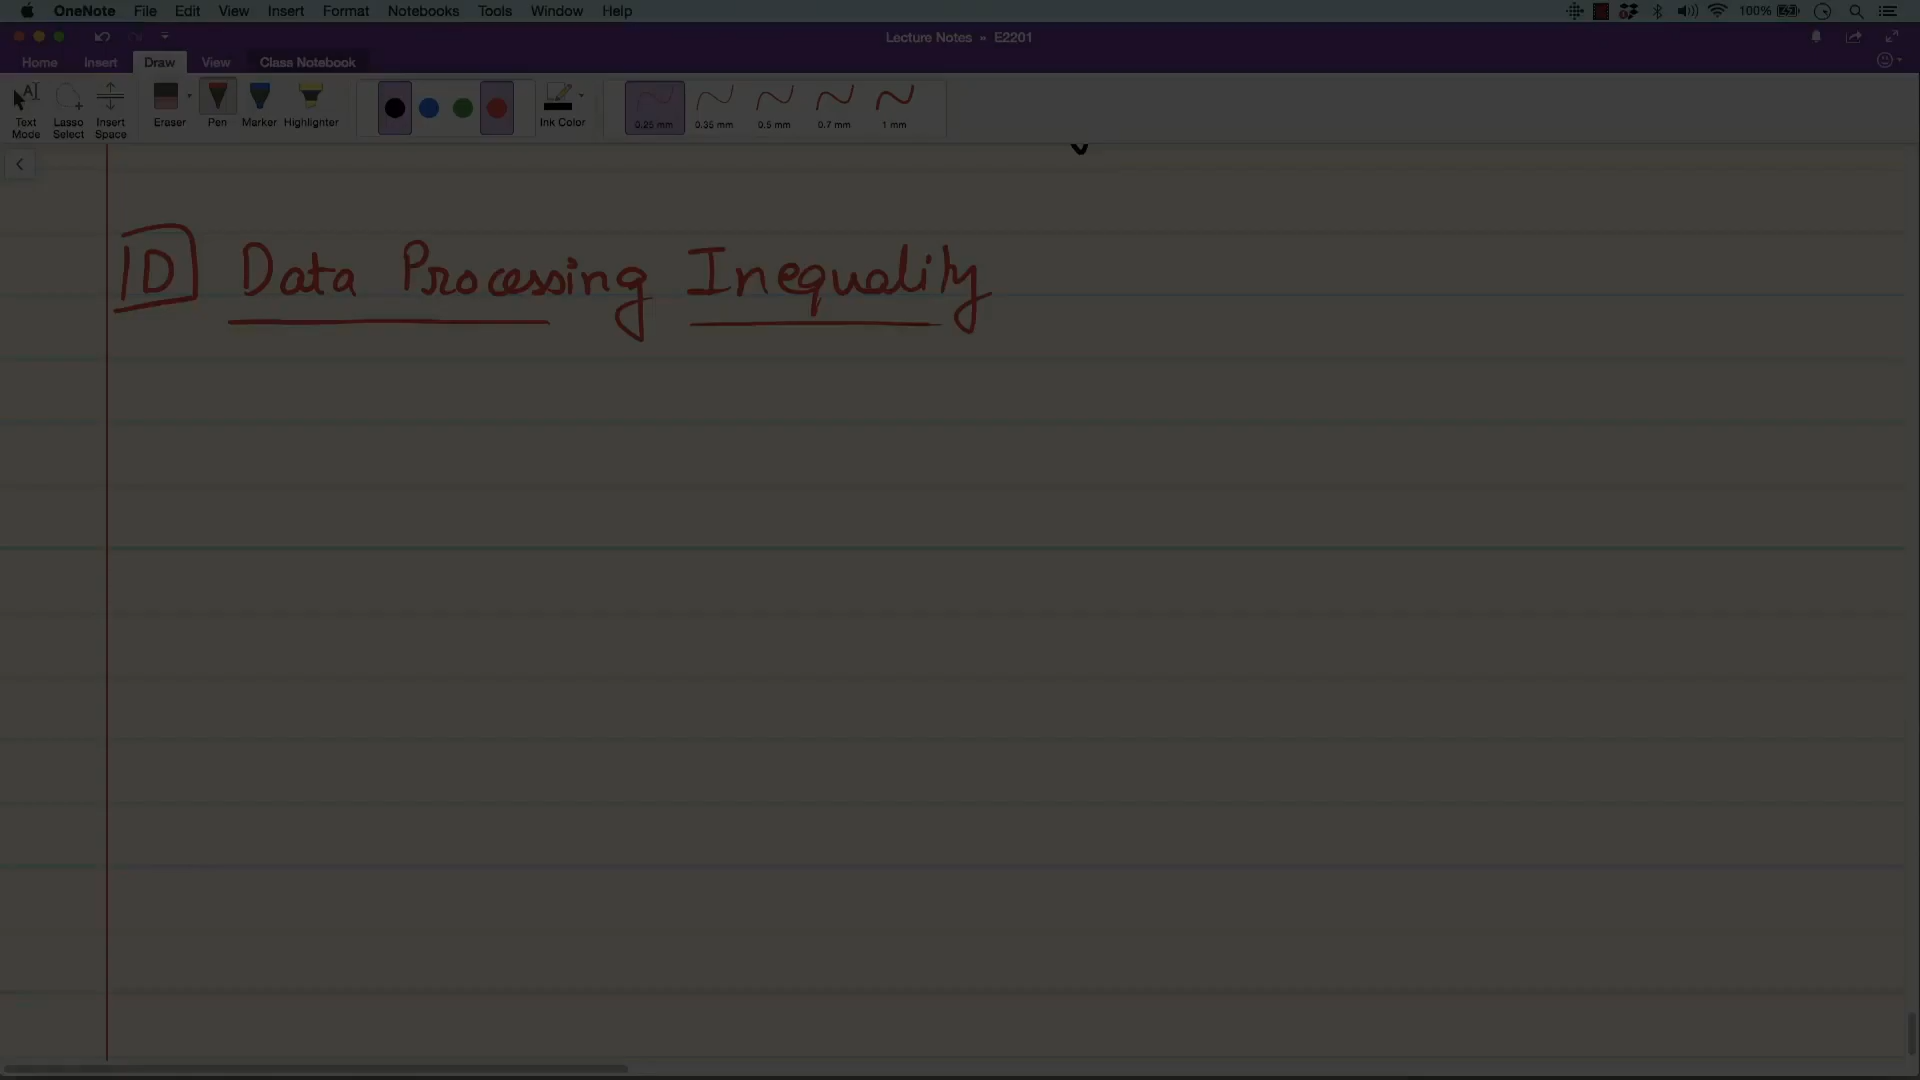 OneNote File Edit View Insert Format Notebooks Tools Window Help 100%
Lecture Notes » E2201
Home Insert Draw View Class Notebook
Text Mode Lasso Select Insert Space Eraser Pen Marker Highlighter Ink Color 0.25 mm 0.35 mm 0.5 mm 0.7 mm 1 mm
1D Data Processing Inequality